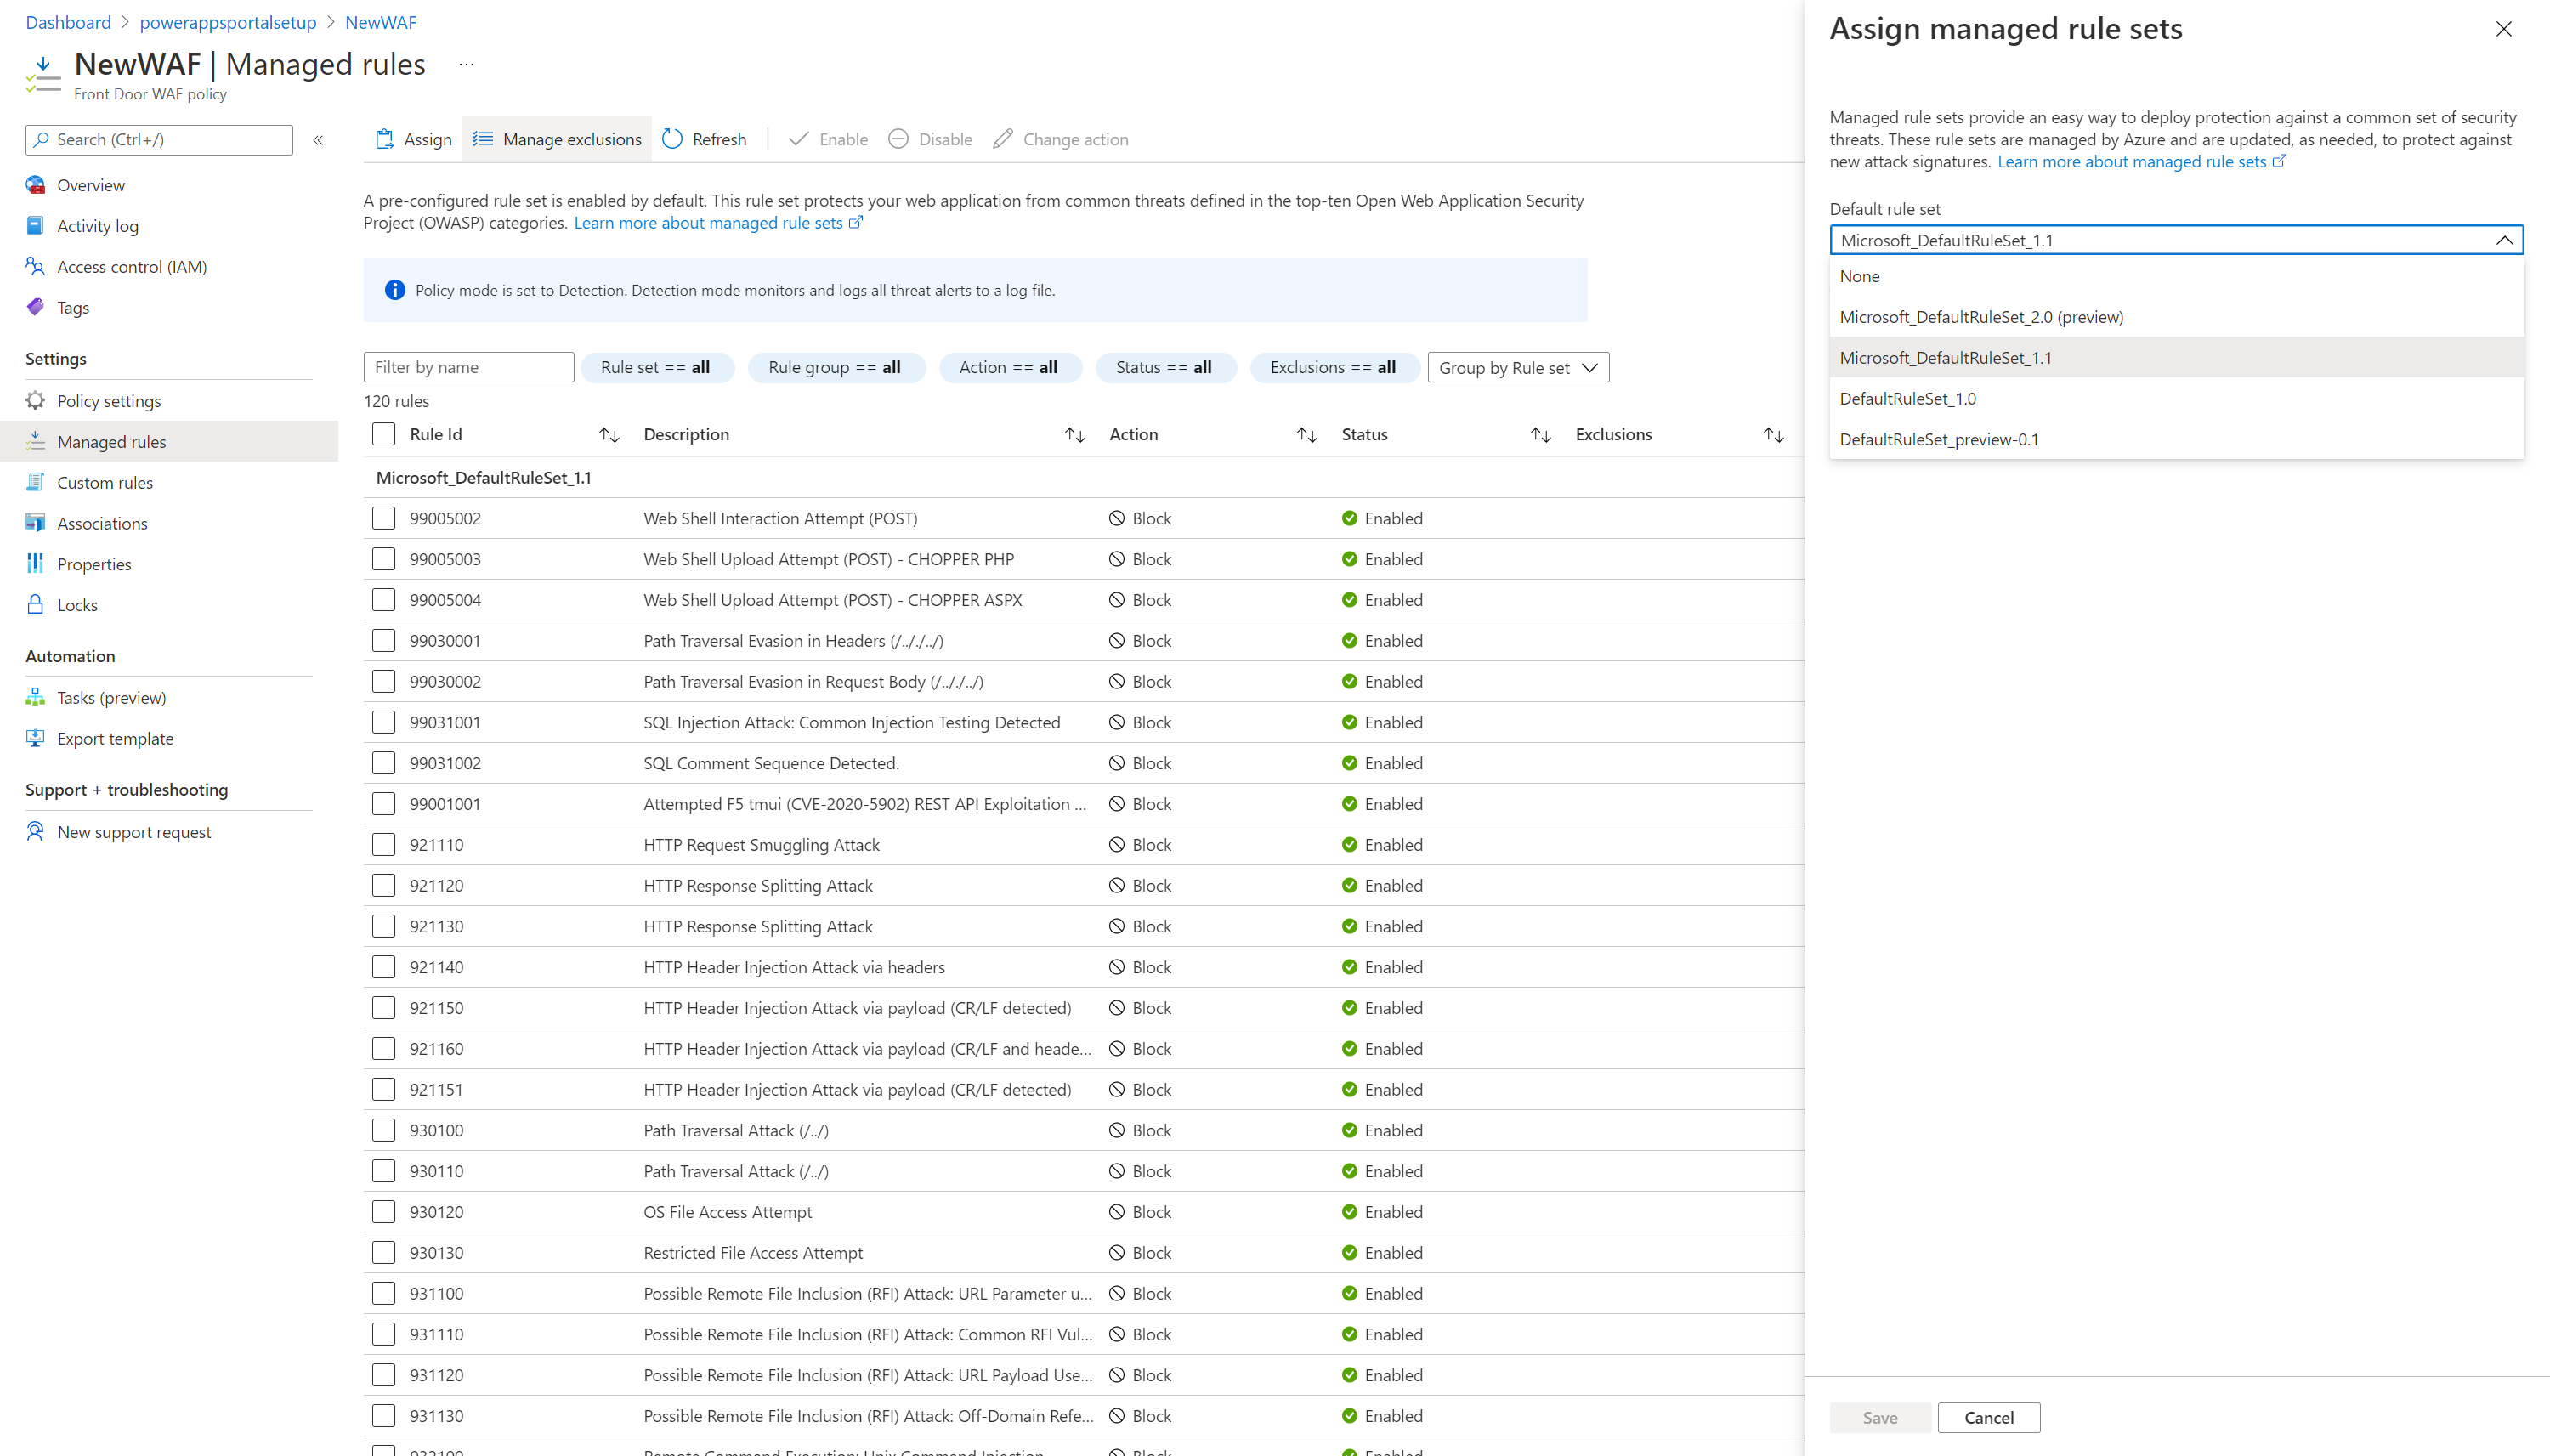 Dashboard > powerappsportalsetup > NewWAF
NewWAF | Managed rules ...
Front Door WAF policy
Search (Ctrl+/)
«
Overview
Activity log
Access control (IAM)
Tags
Settings
Policy settings
Managed rules
Custom rules
Associations
Properties
Locks
Automation
Tasks (preview)
Export template
Support + troubleshooting
New support request
Assign Manage exclusions Refresh Enable Disable Change action
A pre-configured rule set is enabled by default. This rule set protects your web application from common threats defined in the top-ten Open Web Application Security
Project (OWASP) categories. Learn more about managed rule sets
Policy mode is set to Detection. Detection mode monitors and logs all threat alerts to a log file.
Filter by name Rule set == all Rule group == all Action == all Status == all Exclusions == all Group by Rule set
120 rules
Rule Id Description Action Status Exclusions
Microsoft_DefaultRuleSet_1.1
99005002 Web Shell Interaction Attempt (POST) Block Enabled
99005003 Web Shell Upload Attempt (POST) - CHOPPER PHP Block Enabled
99005004 Web Shell Upload Attempt (POST) - CHOPPER ASPX Block Enabled
99030001 Path Traversal Evasion in Headers (/.././../) Block Enabled
99030002 Path Traversal Evasion in Request Body (/.././../) Block Enabled
99031001 SQL Injection Attack: Common Injection Testing Detected Block Enabled
99031002 SQL Comment Sequence Detected. Block Enabled
99001001 Attempted F5 tmui (CVE-2020-5902) REST API Exploitation ... Block Enabled
921110 HTTP Request Smuggling Attack Block Enabled
921120 HTTP Response Splitting Attack Block Enabled
921130 HTTP Response Splitting Attack Block Enabled
921140 HTTP Header Injection Attack via headers Block Enabled
921150 HTTP Header Injection Attack via payload (CR/LF detected) Block Enabled
921160 HTTP Header Injection Attack via payload (CR/LF and heade... Block Enabled
921151 HTTP Header Injection Attack via payload (CR/LF detected) Block Enabled
930100 Path Traversal Attack (/../) Block Enabled
930110 Path Traversal Attack (/../) Block Enabled
930120 OS File Access Attempt Block Enabled
930130 Restricted File Access Attempt Block Enabled
931100 Possible Remote File Inclusion (RFI) Attack: URL Parameter u... Block Enabled
931110 Possible Remote File Inclusion (RFI) Attack: Common RFI Vul... Block Enabled
931120 Possible Remote File Inclusion (RFI) Attack: URL Payload Use... Block Enabled
931130 Possible Remote File Inclusion (RFI) Attack: Off-Domain Refe... Block Enabled
932100 Remote Command Execution: Unix Command Injection Block Enabled
Assign managed rule sets
Managed rule sets provide an easy way to deploy protection against a common set of security
threats. These rule sets are managed by Azure and are updated, as needed, to protect against
new attack signatures. Learn more about managed rule sets
Default rule set
Microsoft_DefaultRuleSet_1.1
None
Microsoft_DefaultRuleSet_2.0 (preview)
Microsoft_DefaultRuleSet_1.1
DefaultRuleSet_1.0
DefaultRuleSet_preview-0.1
Save Cancel